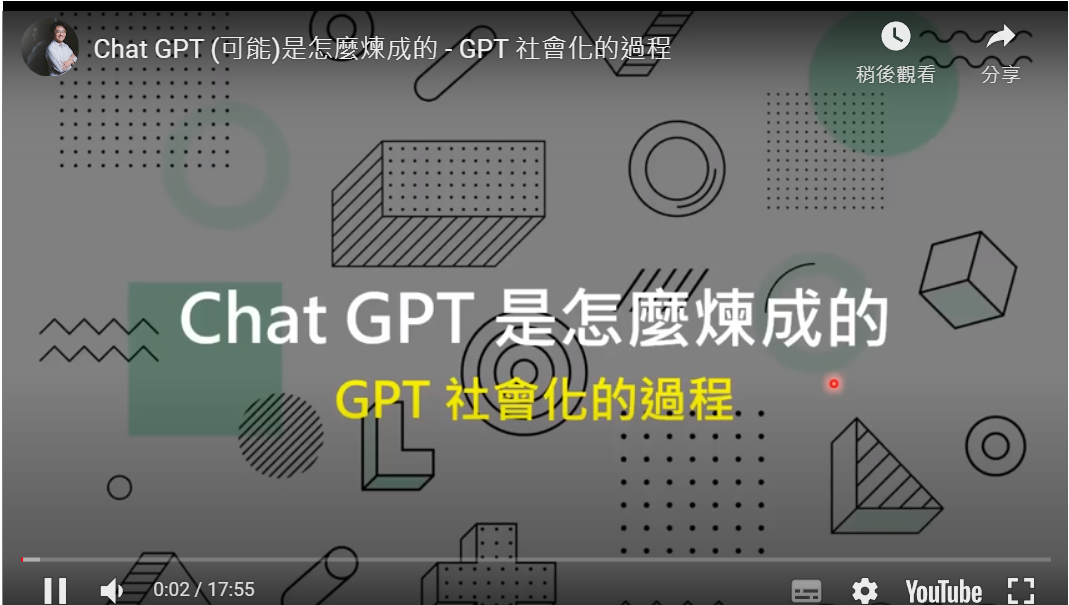 Chat GPT (可能)是怎麼煉成的 - GPT 社會化的過程
稍後觀看
分享
Chat GPT 是怎麼煉成的
GPT 社會化的過程
0:02 / 17:55
YouTube